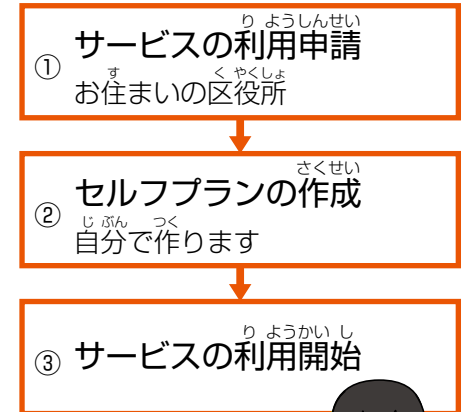 ① サービスの利用申請
お住まいの区役所
② セルフプランの作成
自分で作ります
③ サービスの利用開始